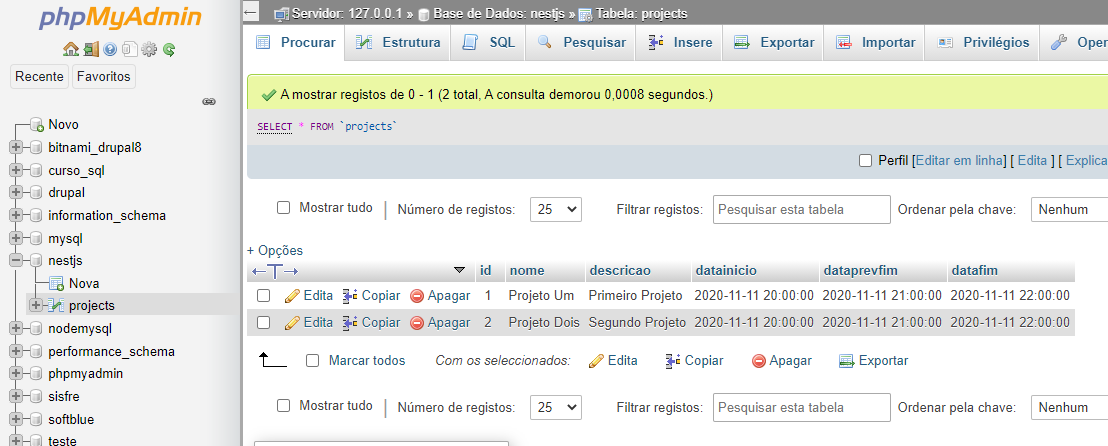 phpMyAdmin
Recente Favoritos
Novo
bitnami_drupal8
curso_sql
drupal
information_schema
mysql
nestjs
Nova
projects
nodemysql
performance_schema
phpmyadmin
sisfre
softblue
teste
Servidor: 127.0.0.1 » Base de Dados: nestjs » Tabela: projects
Procurar Estrutura SQL Pesquisar Insere Exportar Importar Privilégios Oper
A mostrar registos de 0 - 1 (2 total, A consulta demorou 0,0008 segundos.)
SELECT * FROM `projects`
Perfil [Editar em linha] [ Edita ] [ Explica
Mostrar tudo | Número de registos: 25 Filtrar registos: Pesquisar esta tabela Ordenar pela chave: Nenhum
+ Opções
←T→ id nome descricao datainicio dataprevfim datafim
Edita Copiar Apagar 1 Projeto Um Primeiro Projeto 2020-11-11 20:00:00 2020-11-11 21:00:00 2020-11-11 22:00:00
Edita Copiar Apagar 2 Projeto Dois Segundo Projeto 2020-11-11 20:00:00 2020-11-11 21:00:00 2020-11-11 22:00:00
Marcar todos Com os seleccionados: Edita Copiar Apagar Exportar
Mostrar tudo | Número de registos: 25 Filtrar registos: Pesquisar esta tabela Ordenar pela chave: Nenhum